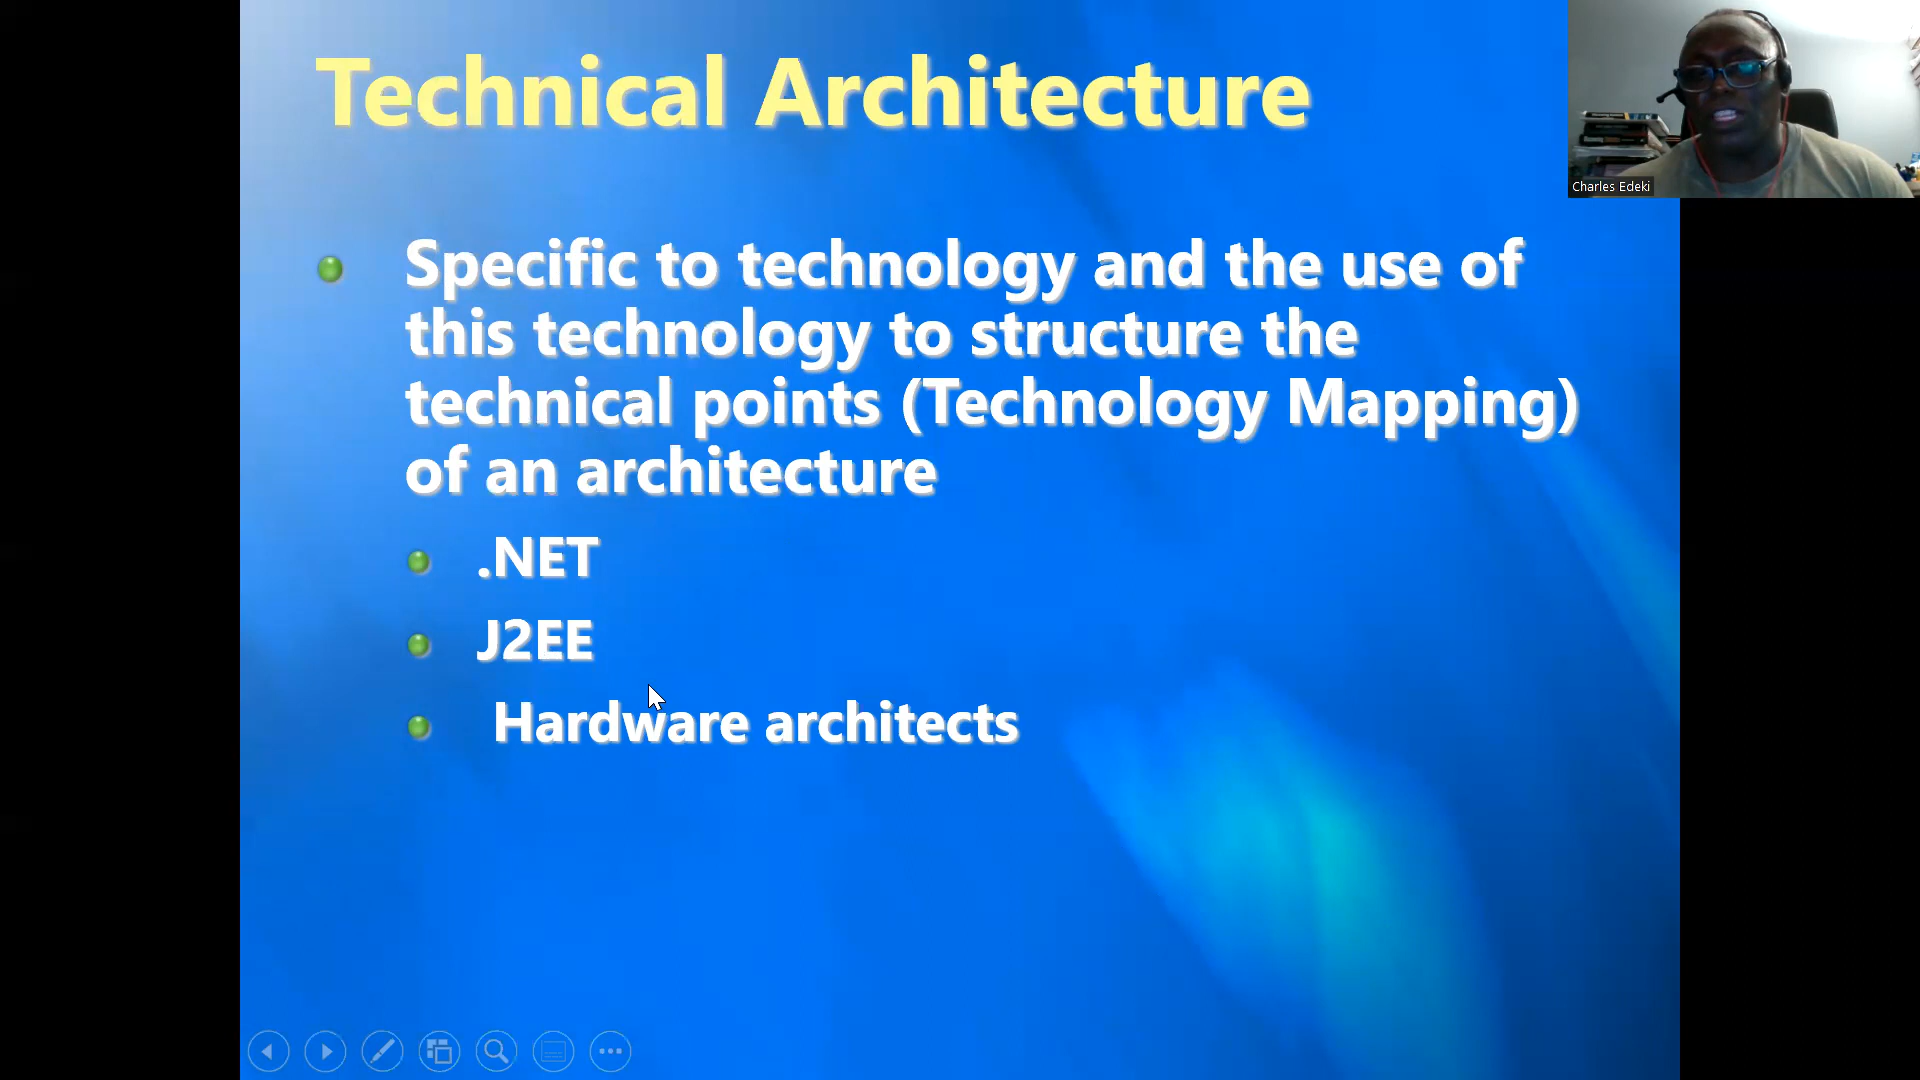 Technical Architecture
Charles Edeki
Specific to technology and the use of
this technology to structure the
technical points (Technology Mapping)
of an architecture
.NET
J2EE
Hardware architects